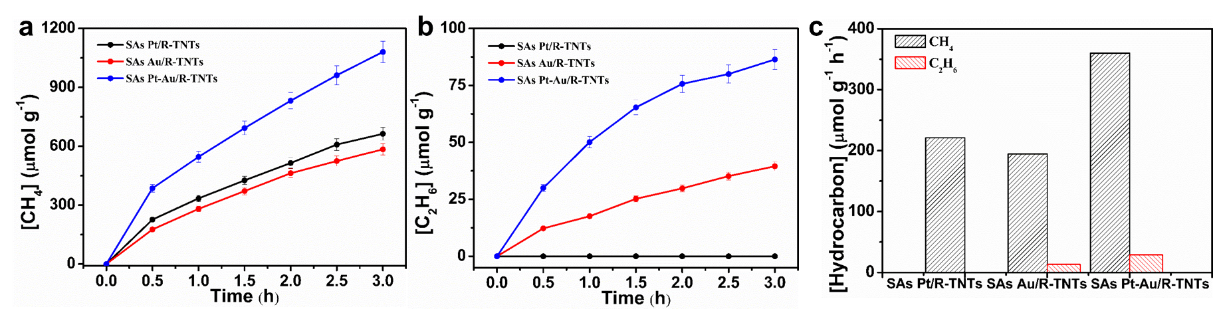 a
1200
900
600
300
0
[CH4] (μmol g-1)
SAs Pt/R-TNTs
SAs Au/R-TNTs
SAs Pt-Au/R-TNTs
0.0 0.5 1.0 1.5 2.0 2.5 3.0
Time (h)
b
100
75
50
25
0
[C2H6] (μmol g-1)
SAs Pt/R-TNTs
SAs Au/R-TNTs
SAs Pt-Au/R-TNTs
0.0 0.5 1.0 1.5 2.0 2.5 3.0
Time (h)
c
400
300
200
100
0
[Hydrocarbon] (μmol g-1 h-1)
CH4
C2H6
SAs Pt/R-TNTs SAs Au/R-TNTs SAs Pt-Au/R-TNTs